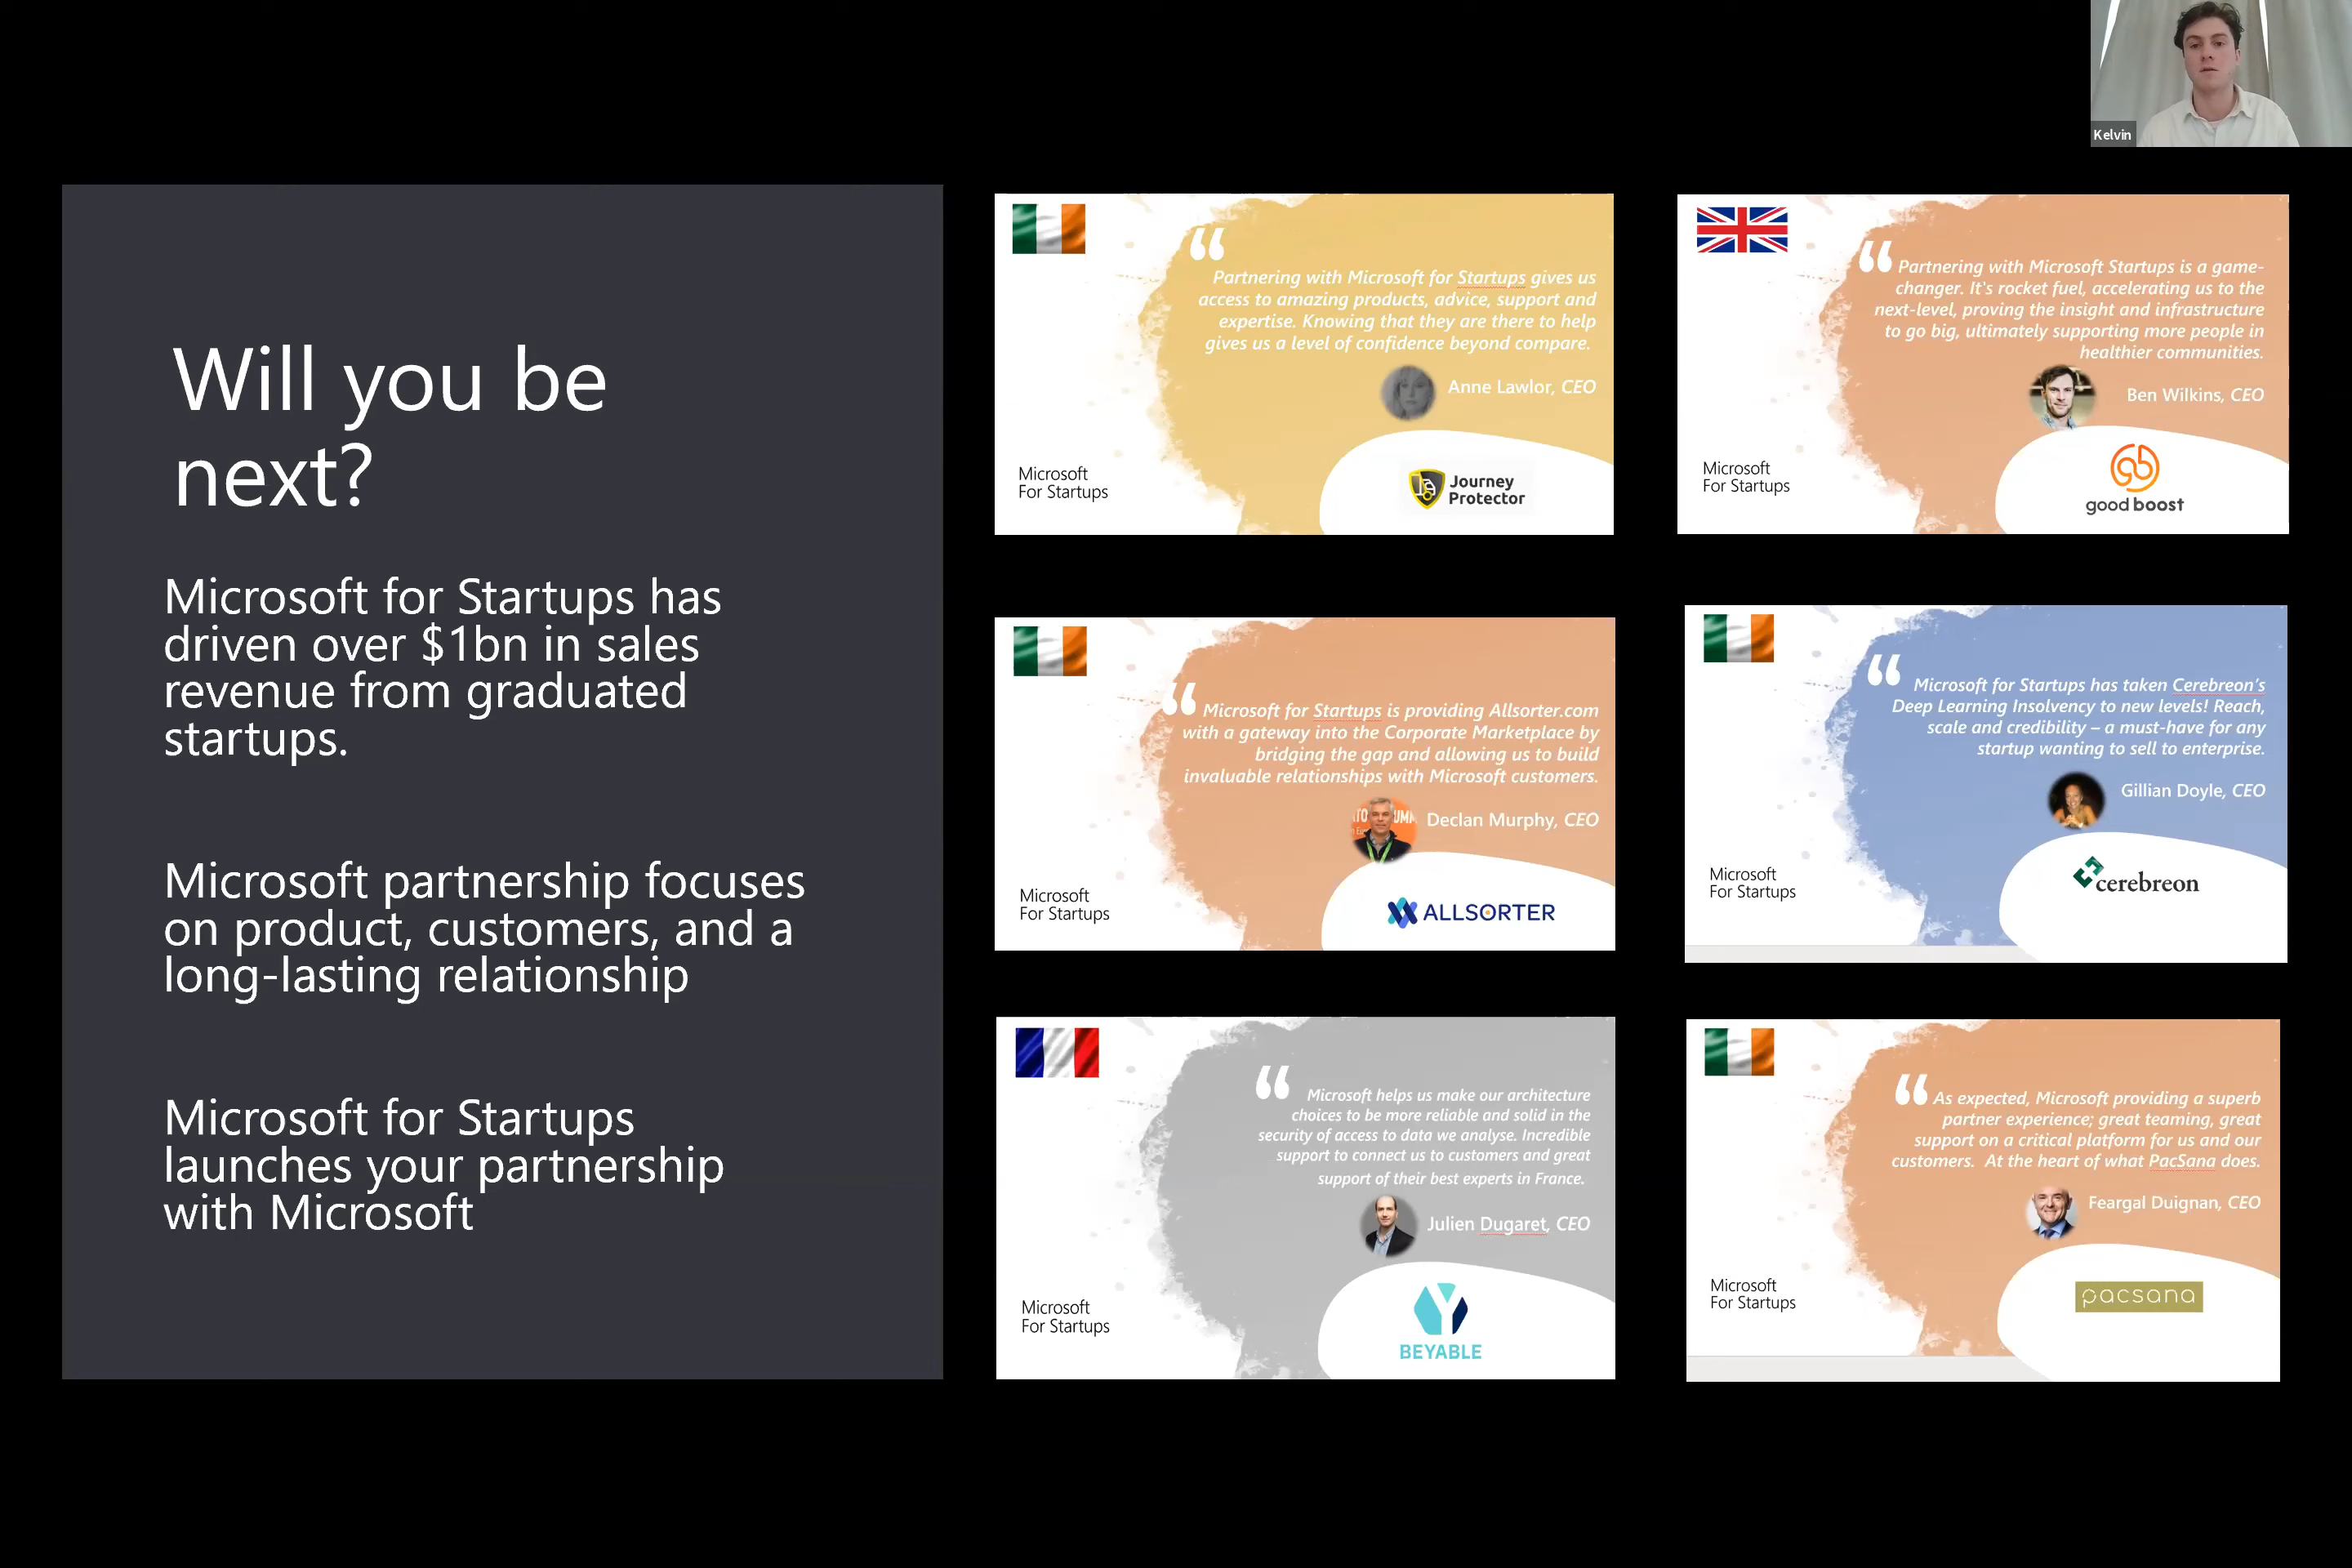 Kelvin
Will you be
next?
Microsoft for Startups has
driven over $1bn in sales
revenue from graduated
startups.
Microsoft partnership focuses
on product, customers, and a
long-lasting relationship
Microsoft for Startups
launches your partnership
with Microsoft
“
Partnering with Microsoft for Startups gives us
access to amazing products, advice, support and
expertise. Knowing that they are there to help
gives us a level of confidence beyond compare.
Anne Lawlor, CEO
Microsoft
For Startups
Journey
Protector
“ Partnering with Microsoft Startups is a game-
changer. It's rocket fuel, accelerating us to the
next-level, proving the insight and infrastructure
to go big, ultimately supporting more people in
healthier communities.
Ben Wilkins, CEO
Microsoft
For Startups
gb
good boost
“ Microsoft for Startups is providing Allsorter.com
with a gateway into the Corporate Marketplace by
bridging the gap and allowing us to build
invaluable relationships with Microsoft customers.
Declan Murphy, CEO
Microsoft
For Startups
ALLSORTER
“ Microsoft for Startups has taken Cerebreon’s
Deep Learning Insolvency to new levels! Reach,
scale and credibility – a must-have for any
startup wanting to sell to enterprise.
Gillian Doyle, CEO
Microsoft
For Startups
cerebreon
“ Microsoft helps us make our architecture
choices to be more reliable and solid in the
security of access to data we analyse. Incredible
support to connect us to customers and great
support of their best experts in France.
Julien Dugaret, CEO
Microsoft
For Startups
BEYABLE
“ As expected, Microsoft providing a superb
partner experience; great teaming, great
support on a critical platform for us and our
customers.  At the heart of what PacSana does.
Feargal Duignan, CEO
Microsoft
For Startups
pacsana